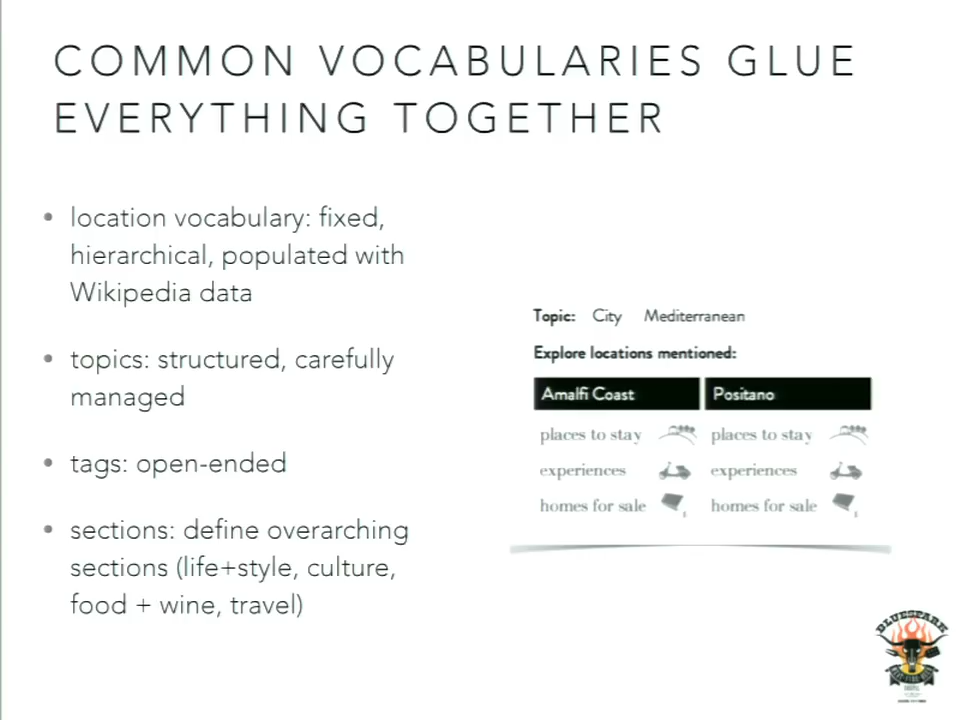 COMMON VOCABULARIES GLUE
EVERYTHING TOGETHER
• location vocabulary: fixed,
hierarchical, populated with
Wikipedia data
• topics: structured, carefully
managed
• tags: open-ended
• sections: define overarching
sections (life+style, culture,
food + wine, travel)
Topic: City Mediterranean
Explore locations mentioned:
Amalfi Coast Positano
places to stay places to stay
experiences experiences
homes for sale homes for sale
BLUESPARK